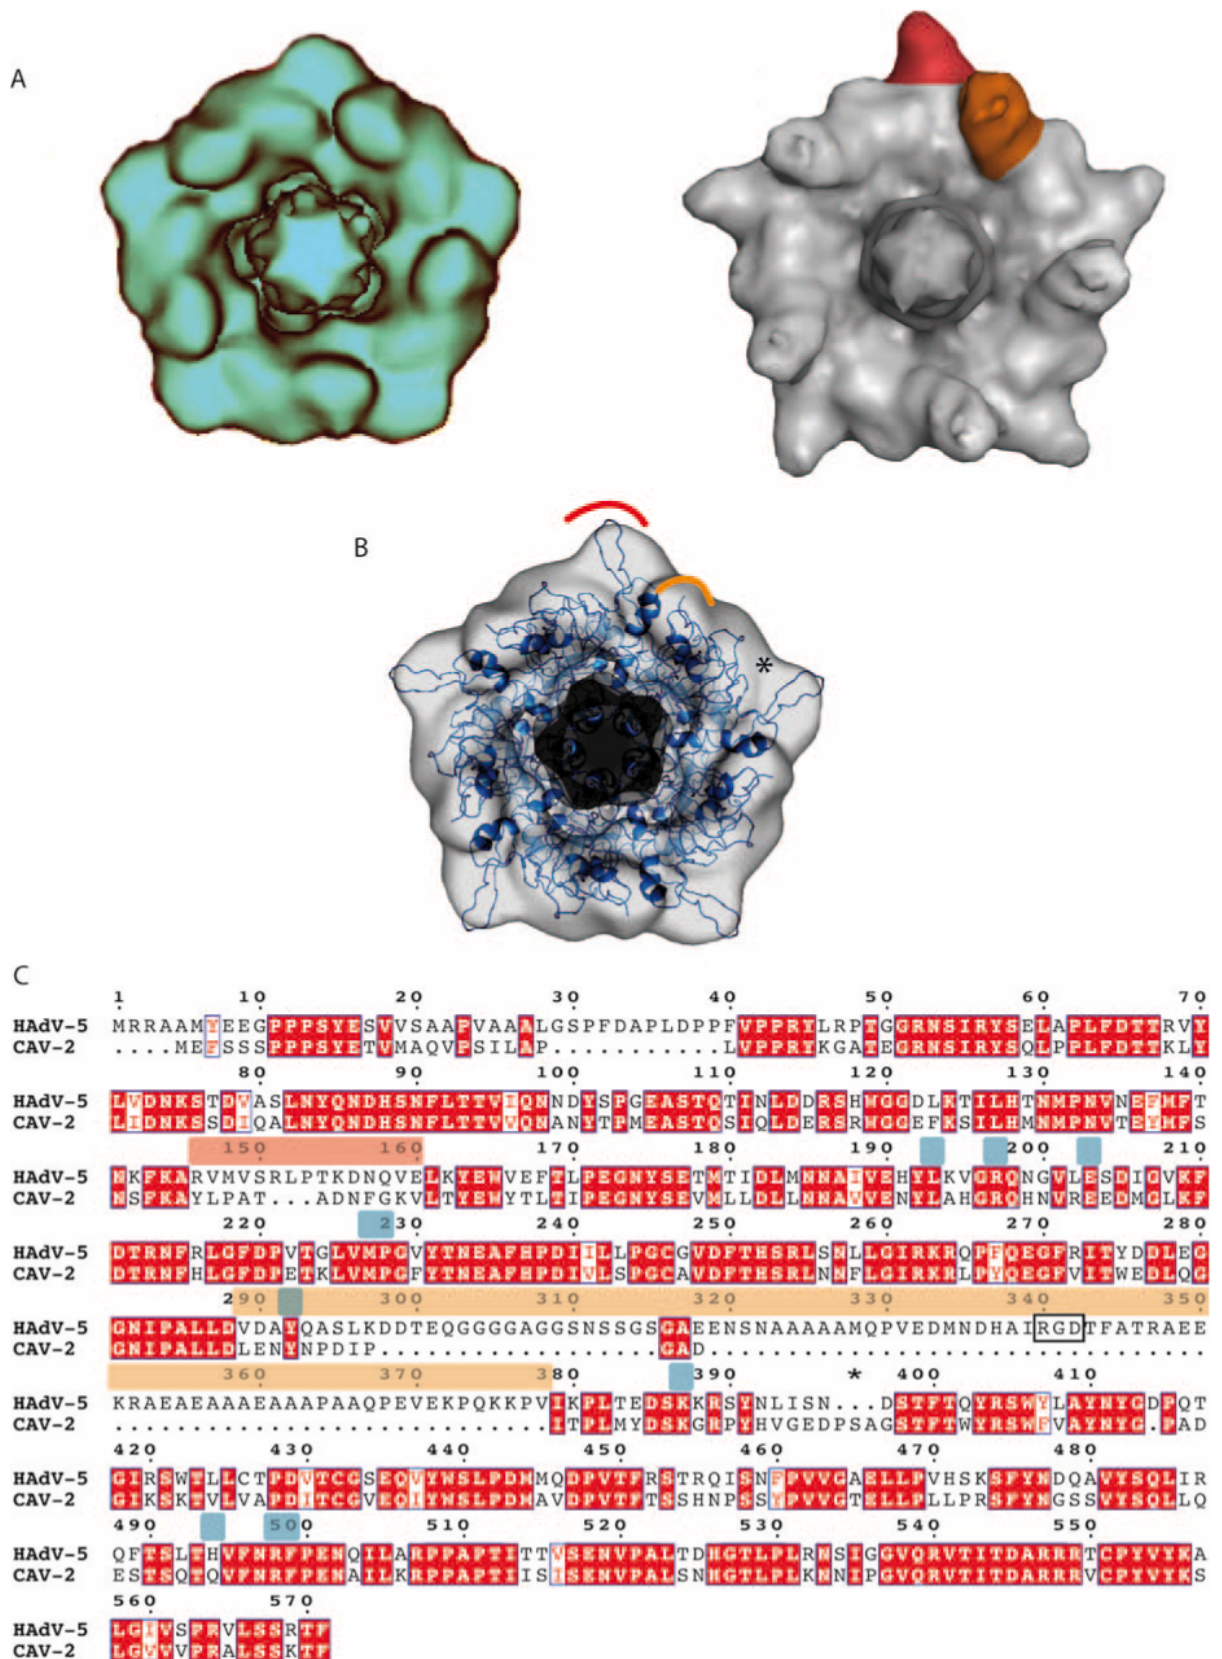 A
B
*
C
1 10 20 30 40 50 60 70
HAdV-5 MRRAAMYEEGPPPSYESVVSAAPVAAALGSPFDAPLDPPFVPPRYLRPTGGRNSIRYSELAPLFDTTRVY
CAV-2 ....MEFSSSPPPSYETVMAQVPSILAP...........LVPPRYKGATEGRNSIRYSQLPPLFDTTKLY
80 90 100 110 120 130 140
HAdV-5 LVDNKSTDVASLNYQNDHSNFLTTVIQNNDYSPGEASTQTINLDDRSHWGGDLKTILHTNMPNVNEFMFT
CAV-2 LIDNKSSDIQALNYQNDHSNFLTTVVQNANYTPMEASTQSIQLDERSRWGGEFKSILHMNMPNVTEYMFS
150 160 170 180 190 200 210
HAdV-5 NKFKARVMVSRLPTKDNQVELKYEWVEFTLPEGNYSETMTIDLMNNAIVEHYLKVGRQNGVLESDIGVKF
CAV-2 NSFKAYLPAT...ADNFGKVLTYEWYTLTIPEGNYSEVMLLDLLNNAVVENYLAHGRQHNVREEDMGLKF
220 230 240 250 260 270 280
HAdV-5 DTRNFRLGFDPVTGLVMPGVYTNEAFHPDIILLPGCGVDFTHSRLSNLLGIRKRQPFQEGFRITYDDLEG
CAV-2 DTRNFHLGFDPETKLVMPGFYTNEAFHPDIVLSPGCAVDFTHSRLNNFLGIRKRLPYQEGFVITWEDLQG
290 300 310 320 330 340 350
HAdV-5 GNIPALLDVDAYQASLKDDTEQGGGGAGGSNSSGSGAEENSNAAAAAMQPVEDMNDHAIRGDTFATRAEE
CAV-2 GNIPALLDLENYNPDIP..................GAD................................
360 370 380 390 * 400 410
HAdV-5 KRAEAEAAAEAAAPAAQPEVEKPQKKPVIKPLTEDSKKRSYNLISN...DSTFTQYRSWYLAYNYGDPQT
CAV-2 ............................ITPLMYDSKGRPYHVGEDPSAGSTFTWYRSWFVAYNYG.PAD
420 430 440 450 460 470 480
HAdV-5 GIRSWTLLCTPDVTCGSEQVYWSLPDMMQDPVTFRSTRQISNFPVVGAELLPVHSKSFYNDQAVYSQLIR
CAV-2 GIKSKTVLVAPDITCGVEQIYWSLPDMAVDPVTFTSSHNPSSYPVVGTELLPLLPRSFYNGSSVYSQLLQ
490 500 510 520 530 540 550
HAdV-5 QFTSLTHVFNRFPENQILARPPAPTITTVSENVPALTDHGTLPLRNSIGGVQRVTITDARRRTCPYVYKA
CAV-2 ESTSQTQVFNRFPENAILKRPPAPTIISISENVPALSNHGTLPLKNNIPGVQRVTITDARRRVCPYVYKS
560 570
HAdV-5 LGIVSPRVLSSRTF
CAV-2 LGVVVPRALSSKTF